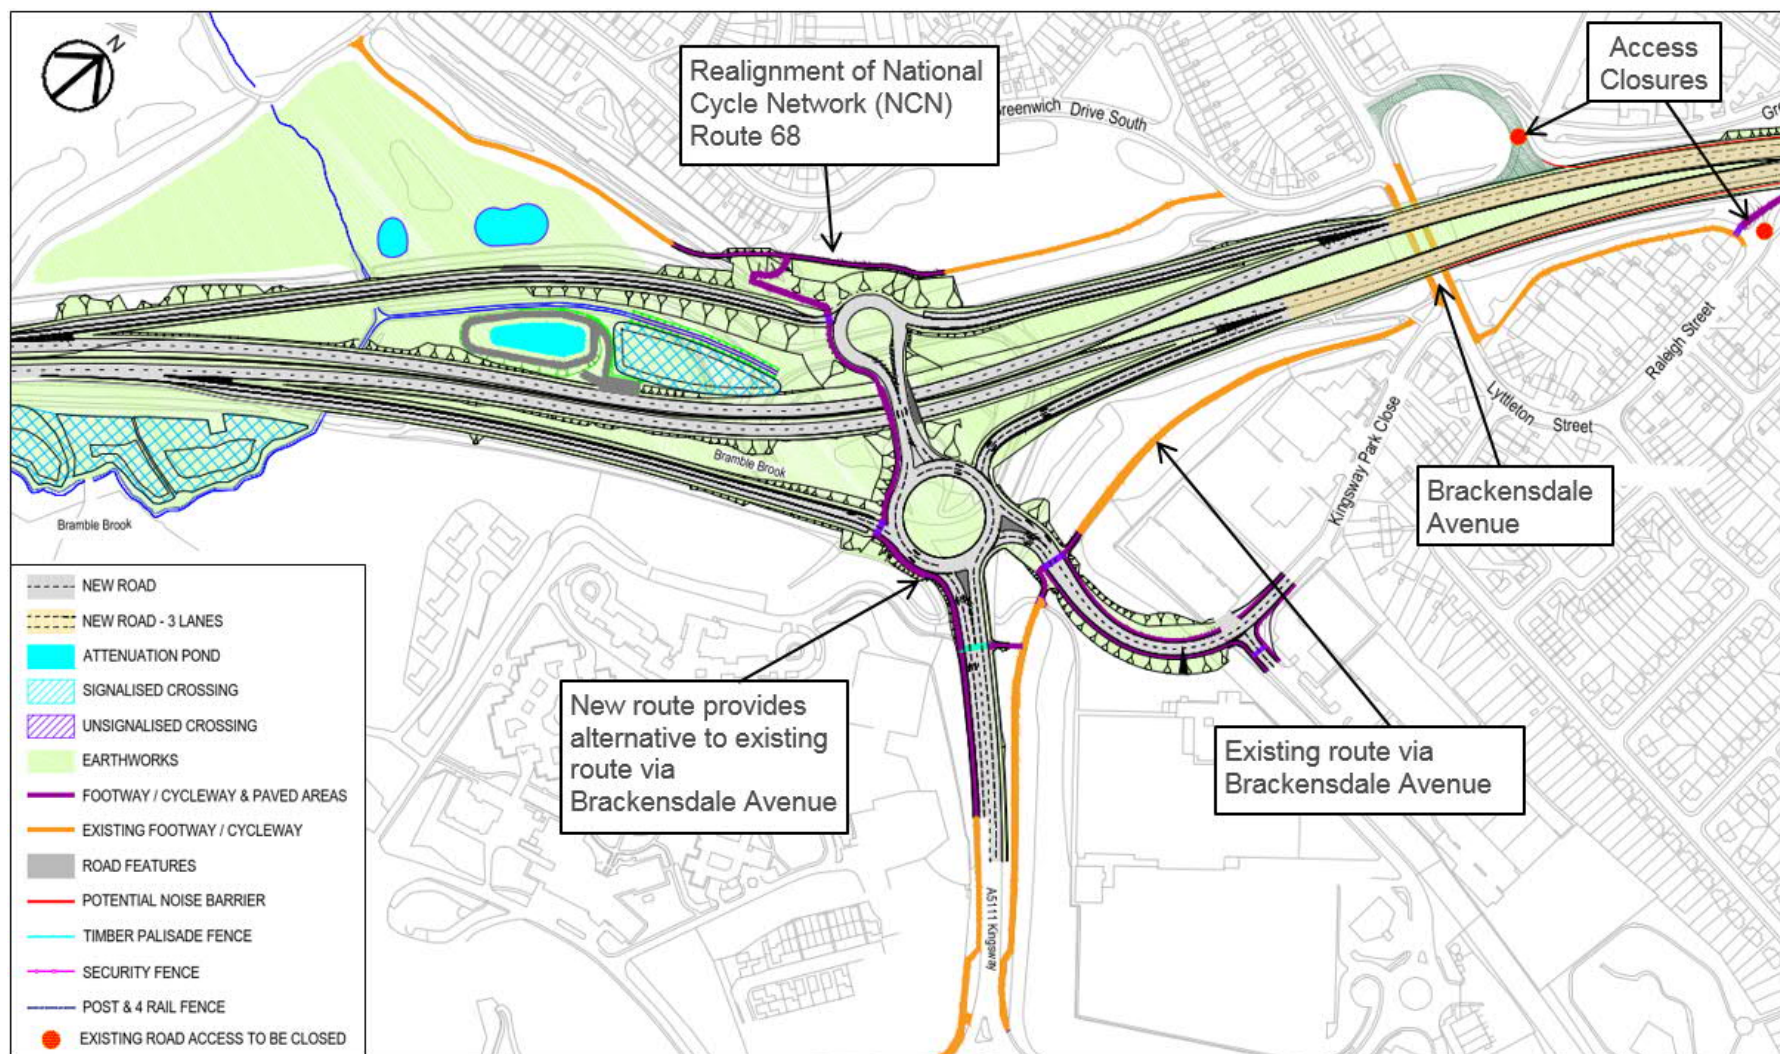 N
Realignment of National
Cycle Network (NCN)
Route 68
Greenwich Drive South
Access
Closures
Bramble Brook
Bramble Brook
Raleigh Street
Lyttleton Street
Kingsway Park Close
Brackensdale
Avenue
New route provides
alternative to existing
route via
Brackensdale Avenue
Existing route via
Brackensdale Avenue
A5111 Kingsway
NEW ROAD
NEW ROAD - 3 LANES
ATTENUATION POND
SIGNALISED CROSSING
UNSIGNALISED CROSSING
EARTHWORKS
FOOTWAY / CYCLEWAY & PAVED AREAS
EXISTING FOOTWAY / CYCLEWAY
ROAD FEATURES
POTENTIAL NOISE BARRIER
TIMBER PALISADE FENCE
SECURITY FENCE
POST & 4 RAIL FENCE
EXISTING ROAD ACCESS TO BE CLOSED